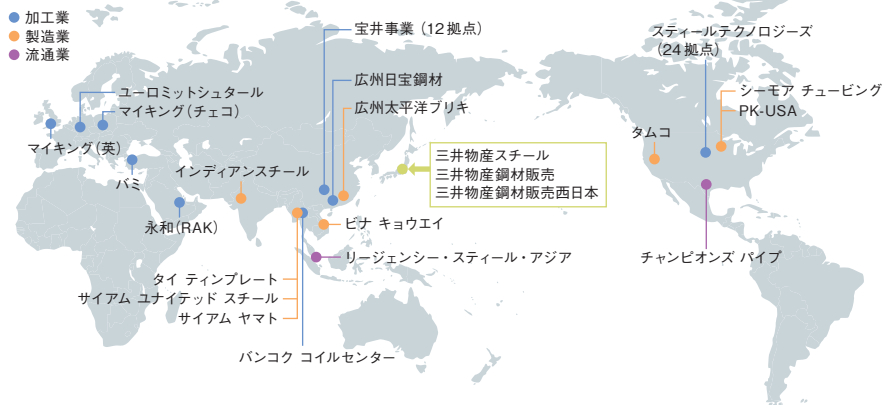 加工業
製造業
流通業
宝井事業（12拠点）
スティールテクノロジーズ
（24拠点）
ユーロミットシュタール
マイキング（チェコ）
広州日宝鋼材
広州太平洋ブリキ
シーモア チュービング
PK-USA
タムコ
マイキング（英）
バミ
インディアンスチール
三井物産スチール
三井物産鋼材販売
三井物産鋼材販売西日本
永和（RAK）
ビナ キョウエイ
リージェンシー・スティール・アジア
チャンピオンズ パイプ
タイ ティンプレート
サイアム ユナイテッド スチール
サイアム ヤマト
バンコク コイルセンター